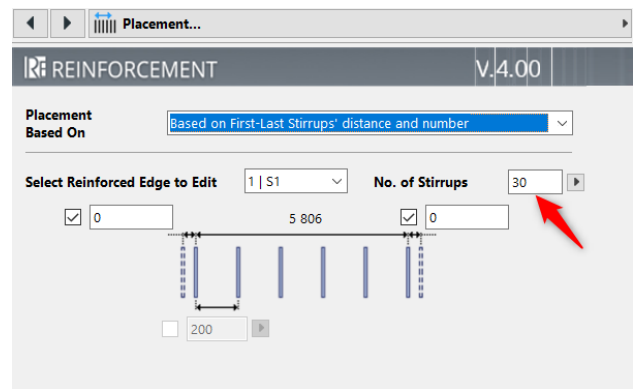 Placement...
REINFORCEMENT V.4.00
Placement
Based On
Based on First-Last Stirrups' distance and number
Select Reinforced Edge to Edit 1 | S1 No. of Stirrups 30
0 5 806 0
200